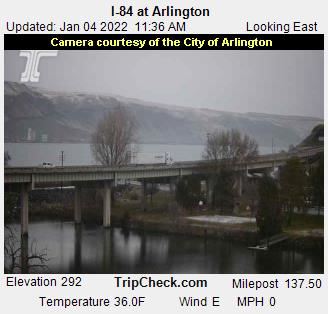 I-84 at Arlington
Updated: Jan 04 2022 11:36 AM Looking East
Camera courtesy of the City of Arlington
Elevation 292 TripCheck.com Milepost 137.50
Temperature 36.0F Wind E MPH 0